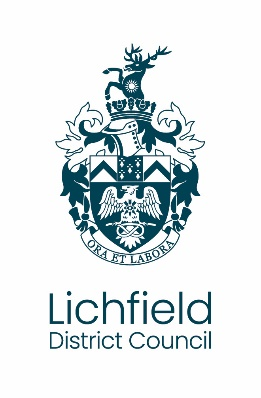 ORA ET LABORA
Lichfield
District Council